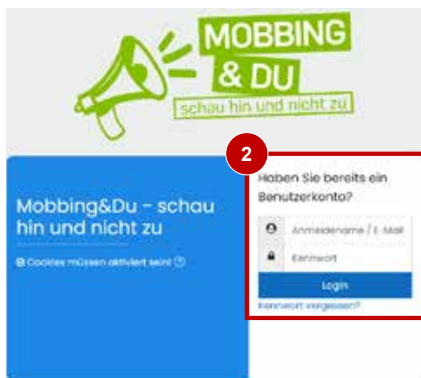 MOBBING
& DU
schau hin und nicht zu
2
Haben Sie bereits ein
Benutzerkonto?
Mobbing&Du – schau
hin und nicht zu
Cookies müssen aktiviert sein!
Anmeldename / E-Mail
Kennwort
Login
Kennwort vergessen?